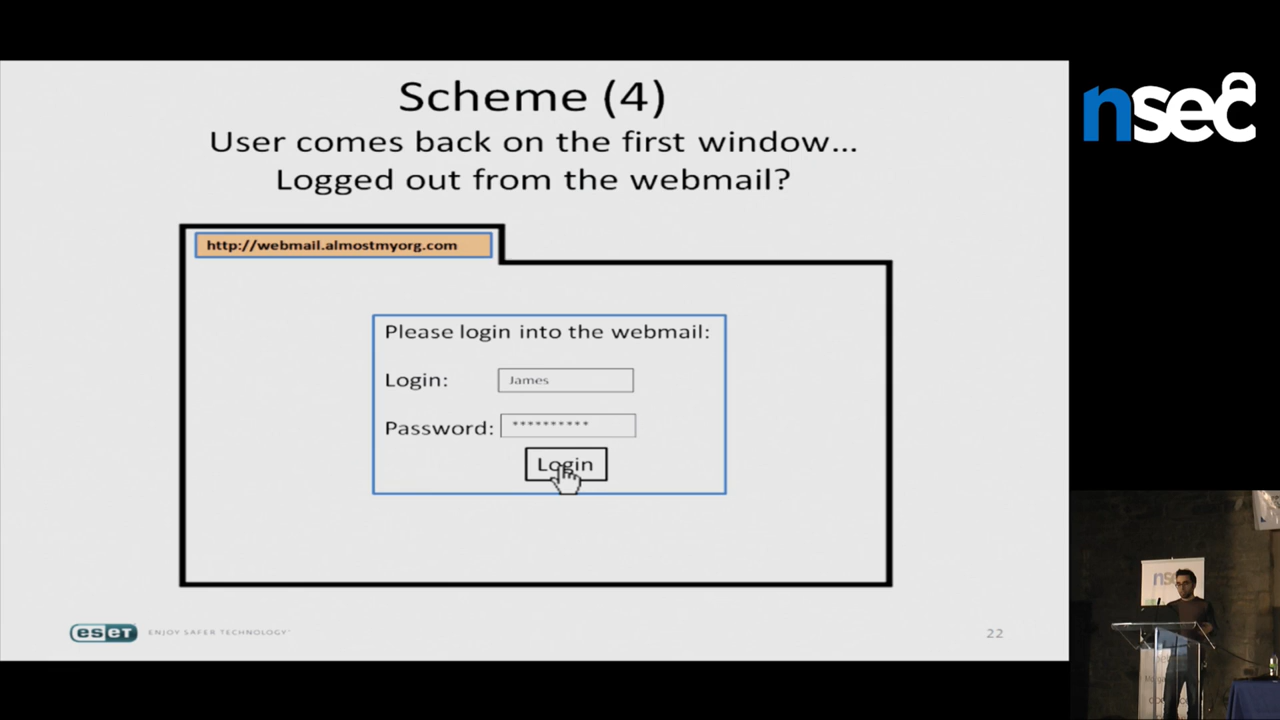 Scheme (4)
User comes back on the first window...
Logged out from the webmail?
http://webmail.almostmyorg.com
Please login into the webmail:
Login: James
Password: **********
Login
eset ENJOY SAFER TECHNOLOGY™
22
nsec